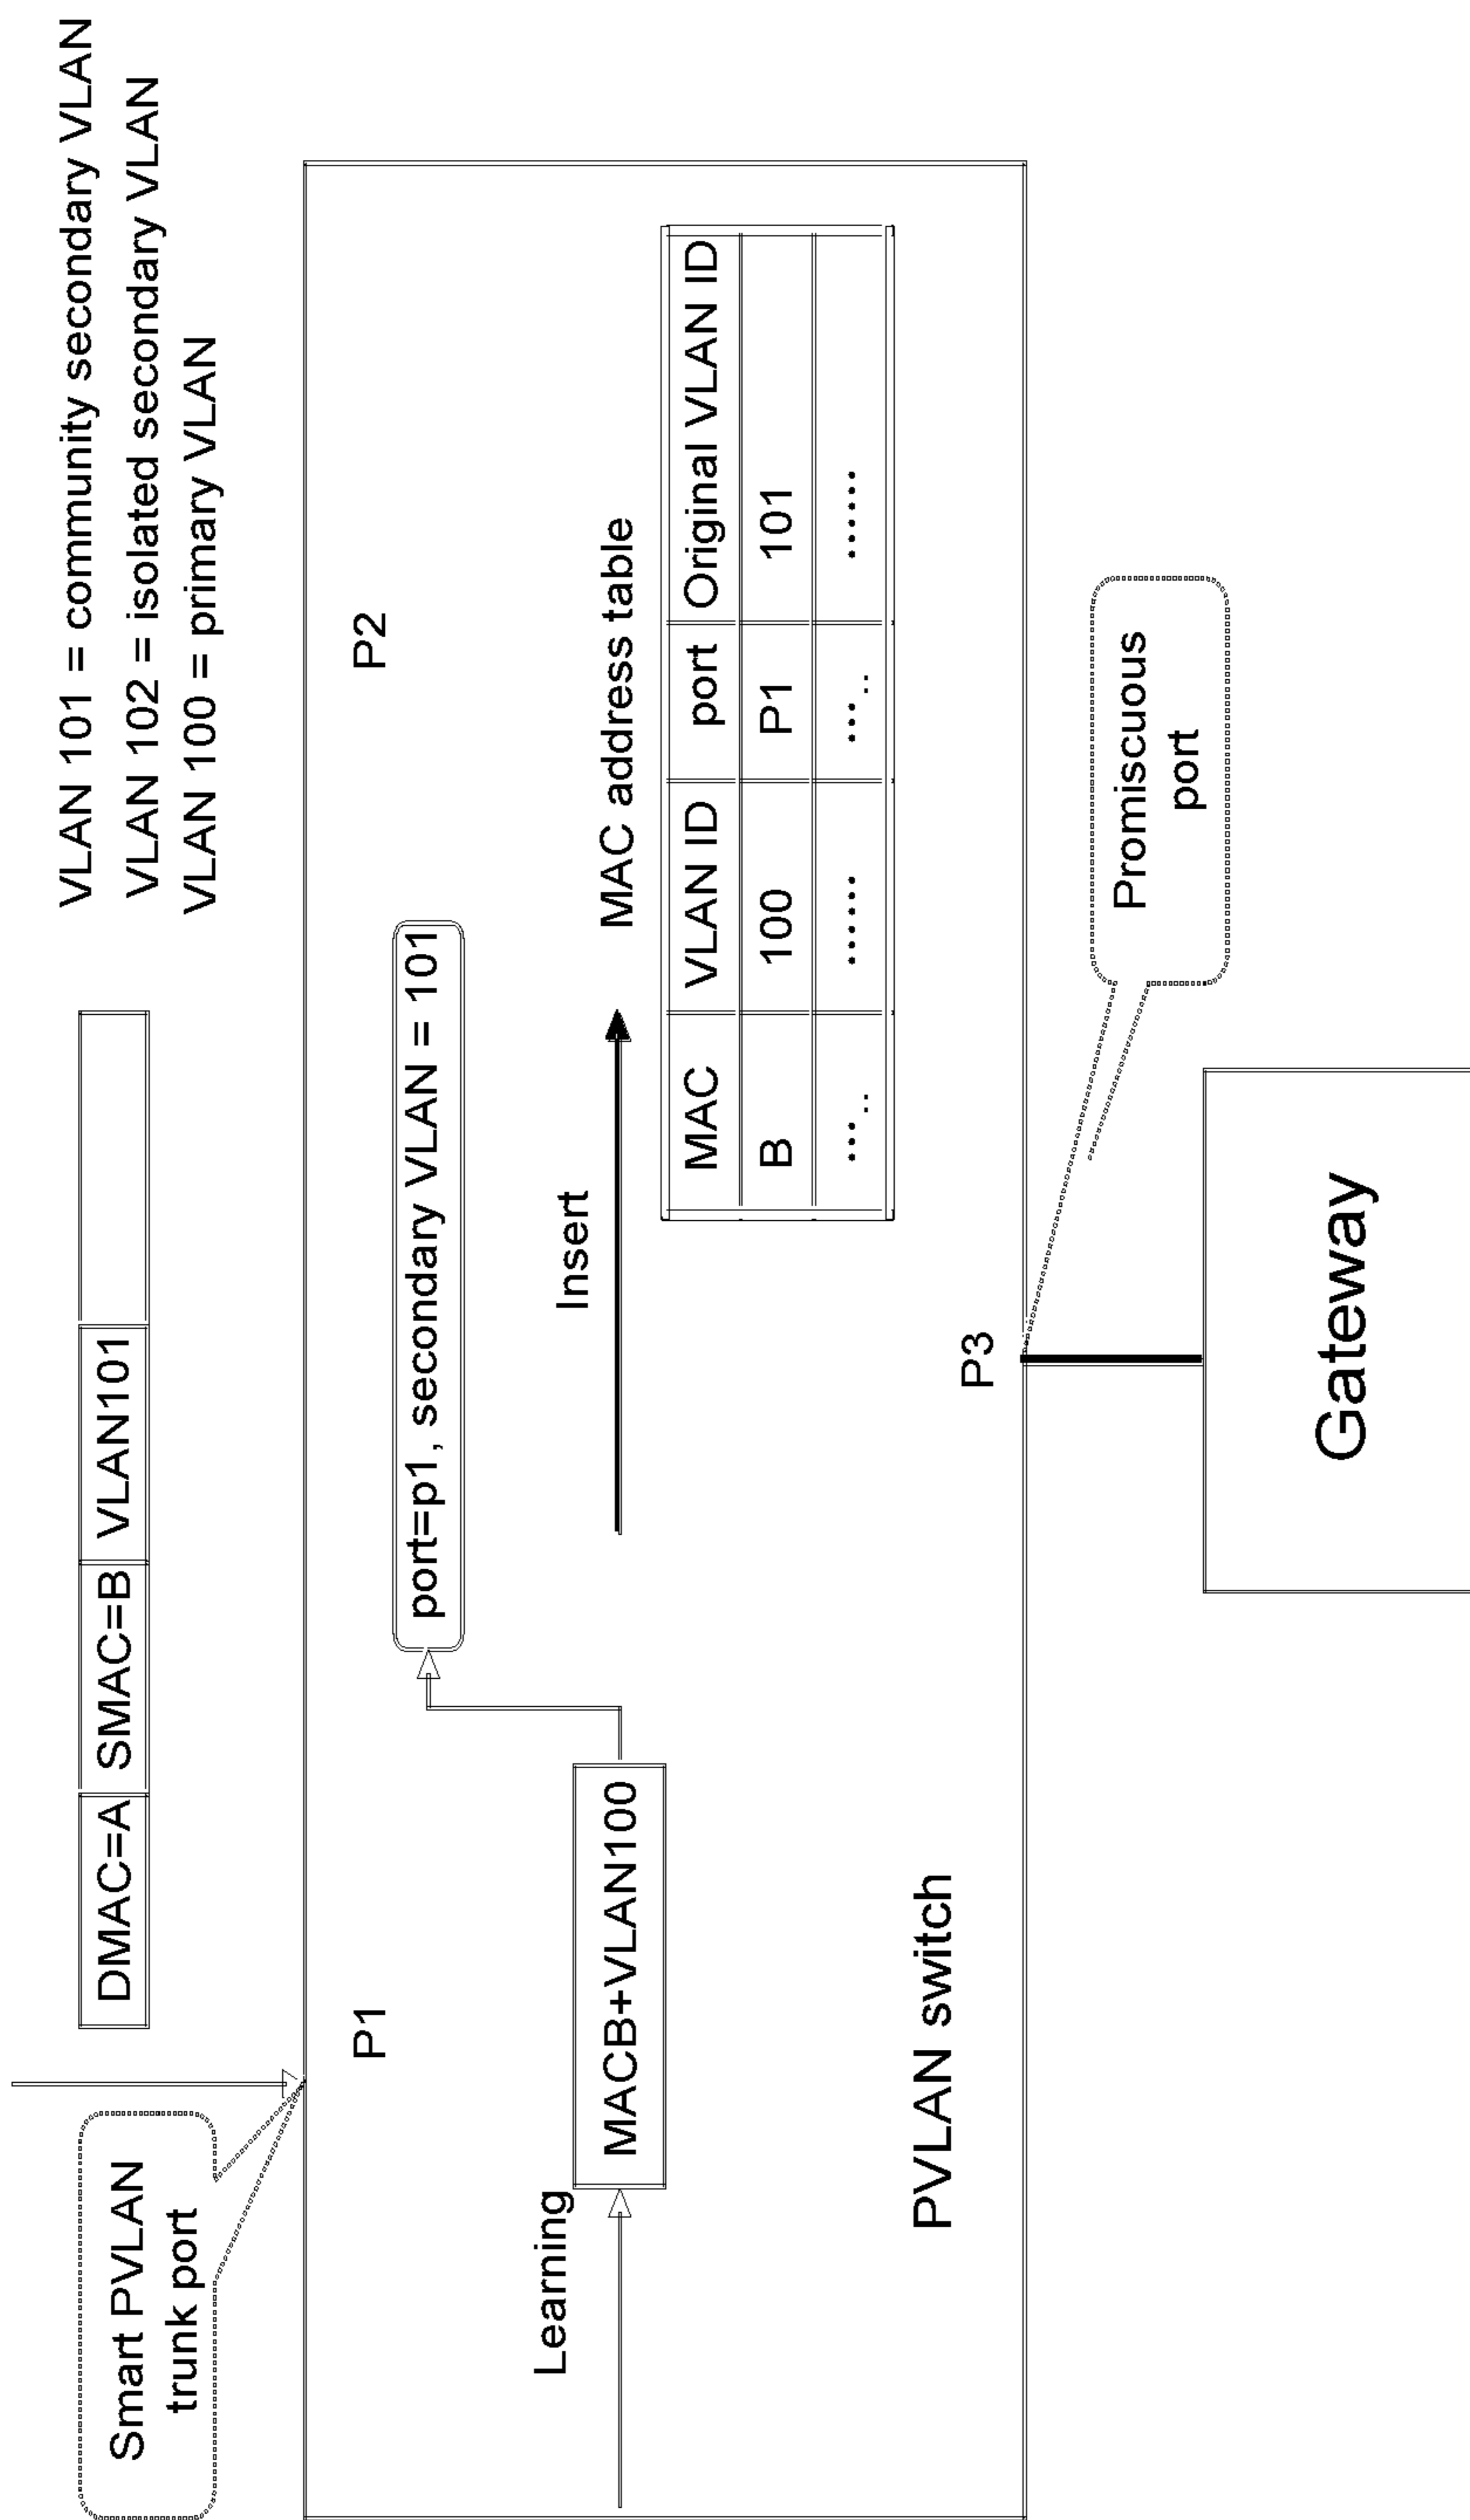 VLAN 101 = community secondary VLAN
VLAN 102 = isolated secondary VLAN
VLAN 100 = primary VLAN
Smart PVLAN
trunk port
DMAC=A SMAC=B VLAN101
P1
P2
port=p1, secondary VLAN = 101
Learning
MACB+VLAN100
Insert
MAC address table
MAC VLAN ID port Original VLAN ID
B 100 P1 101
..... ...... ..... ......
PVLAN switch
P3
Promiscuous
port
Gateway